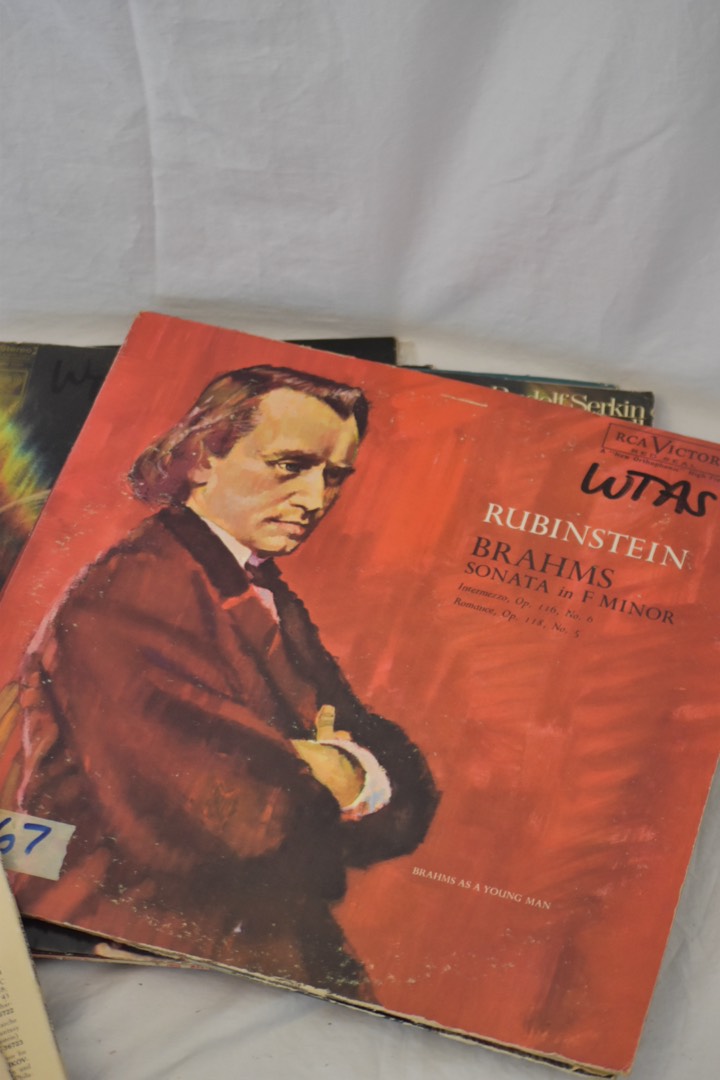 Rudolf Serkin
RCA VICTOR
WTAS
RUBINSTEIN
BRAHMS
SONATA in F MINOR
Intermezzo, Op. 116, No. 6
Romance, Op. 118, No. 5
BRAHMS AS A YOUNG MAN
67